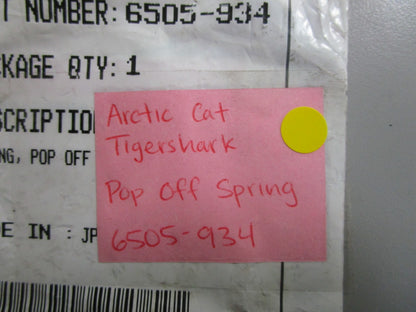 T NUMBER: 6505-934
CKAGE QTY: 1
SCRIPTIO
NG, POP OFF
E IN : JP
Arctic Cat
Tigershark
Pop Off Spring
6505-934